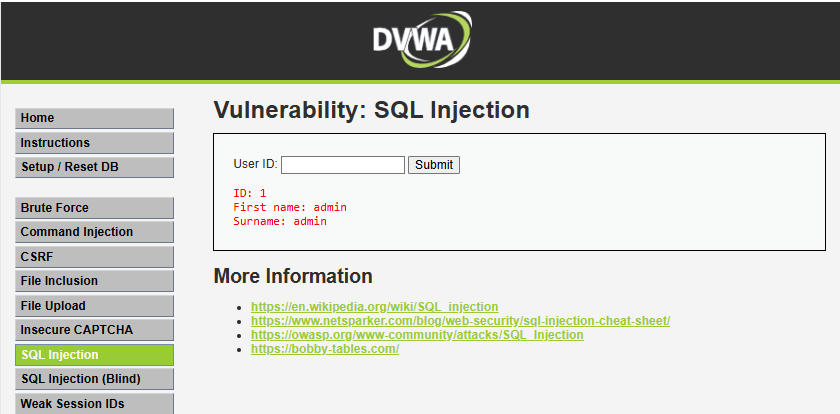 DVWA
Home
Instructions
Setup / Reset DB
Brute Force
Command Injection
CSRF
File Inclusion
File Upload
Insecure CAPTCHA
SQL Injection
SQL Injection (Blind)
Weak Session IDs
Vulnerability: SQL Injection
User ID: Submit
ID: 1
First name: admin
Surname: admin
More Information
https://en.wikipedia.org/wiki/SQL_injection
https://www.netsparker.com/blog/web-security/sql-injection-cheat-sheet/
https://owasp.org/www-community/attacks/SQL_Injection
https://bobby-tables.com/